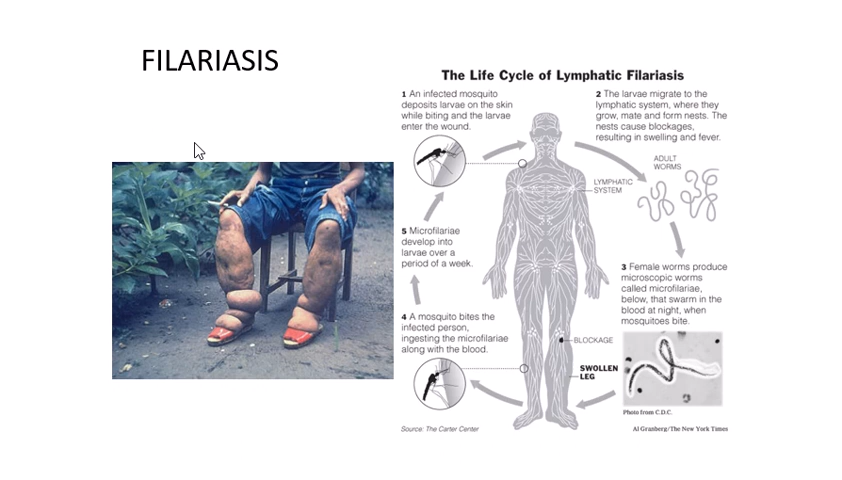 FILARIASIS
The Life Cycle of Lymphatic Filariasis
1 An infected mosquito
deposits larvae on the skin
while biting and the larvae
enter the wound.
2 The larvae migrate to the
lymphatic system, where they
grow, mate and form nests. The
nests cause blockages,
resulting in swelling and fever.
ADULT
WORMS
LYMPHATIC
SYSTEM
5 Microfilariae
develop into
larvae over a
period of a week.
3 Female worms produce
microscopic worms
called microfilariae,
below, that swarm in the
blood at night, when
mosquitoes bite.
4 A mosquito bites the
infected person,
ingesting the microfilariae
along with the blood.
BLOCKAGE
SWOLLEN
LEG
Photo from C.D.C.
Source: The Carter Center
Al Granberg/The New York Times